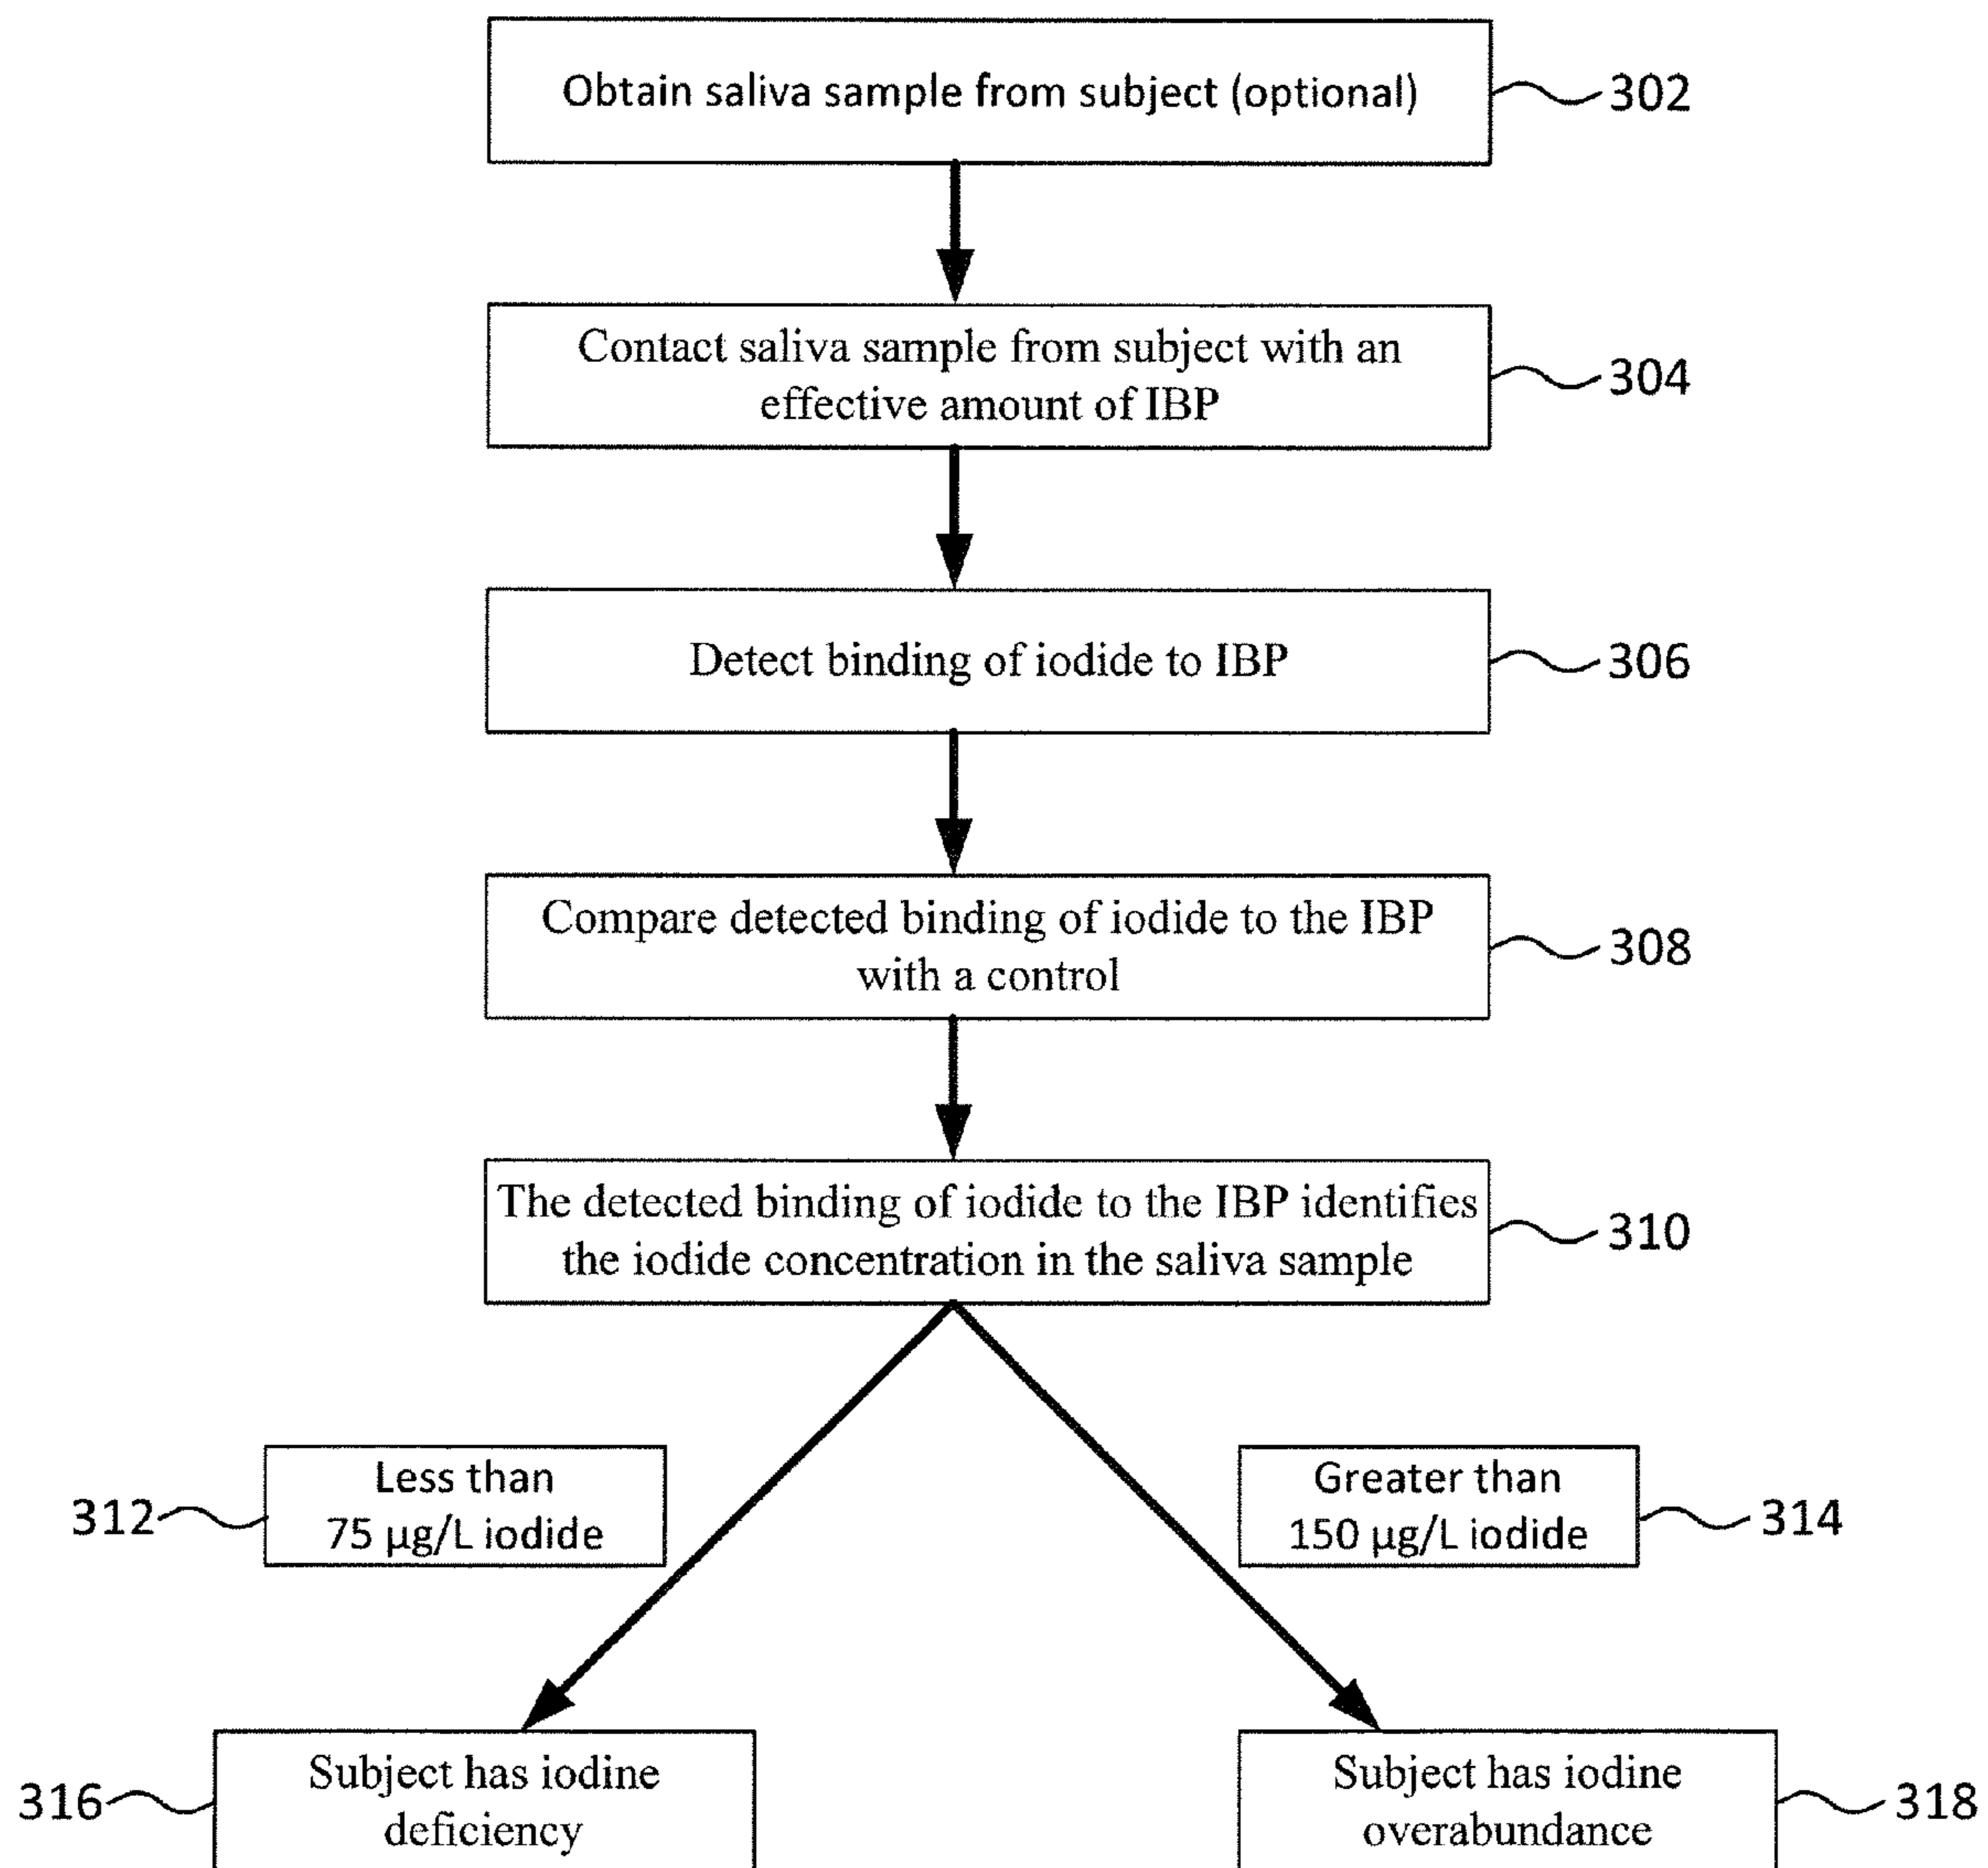 Obtain saliva sample from subject (optional)
302
Contact saliva sample from subject with an
effective amount of IBP
304
Detect binding of iodide to IBP
306
Compare detected binding of iodide to the IBP
with a control
308
The detected binding of iodide to the IBP identifies
the iodide concentration in the saliva sample
310
312
Less than
75 µg/L iodide
Greater than
150 µg/L iodide
314
316
Subject has iodine
deficiency
Subject has iodine
overabundance
318